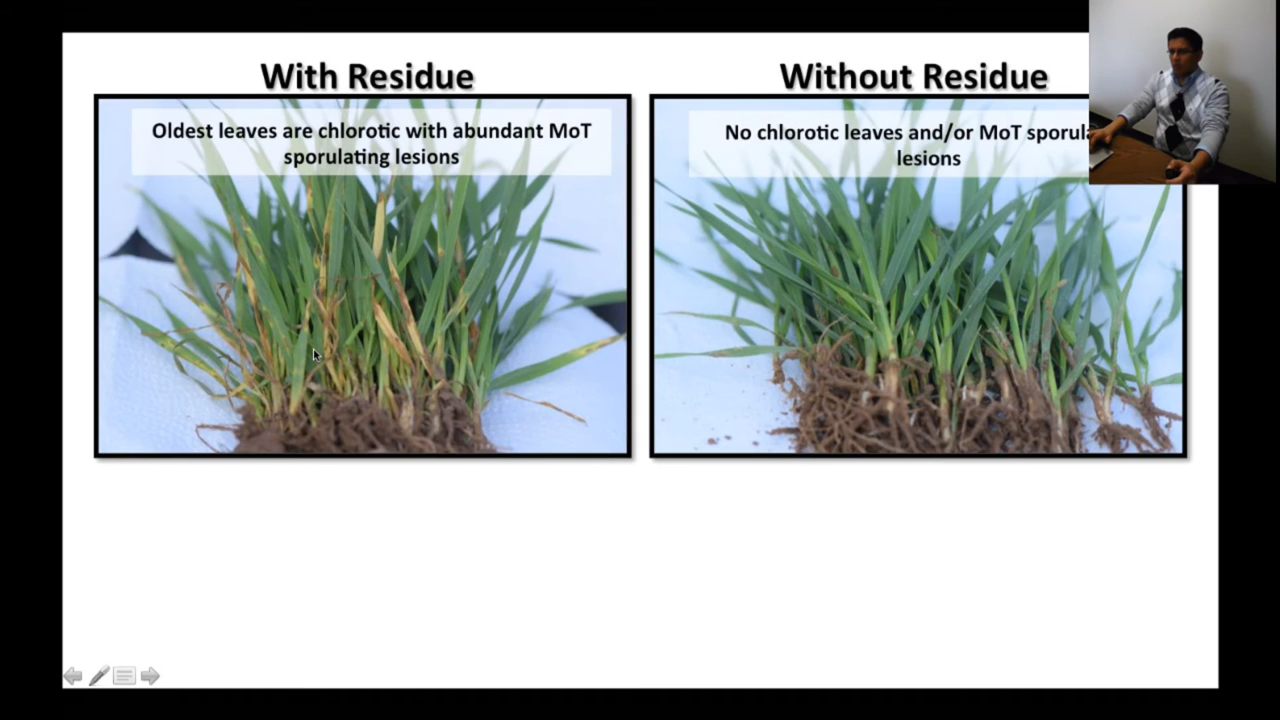 With Residue
Without Residue
Oldest leaves are chlorotic with abundant MoT
sporulating lesions
No chlorotic leaves and/or MoT
lesions